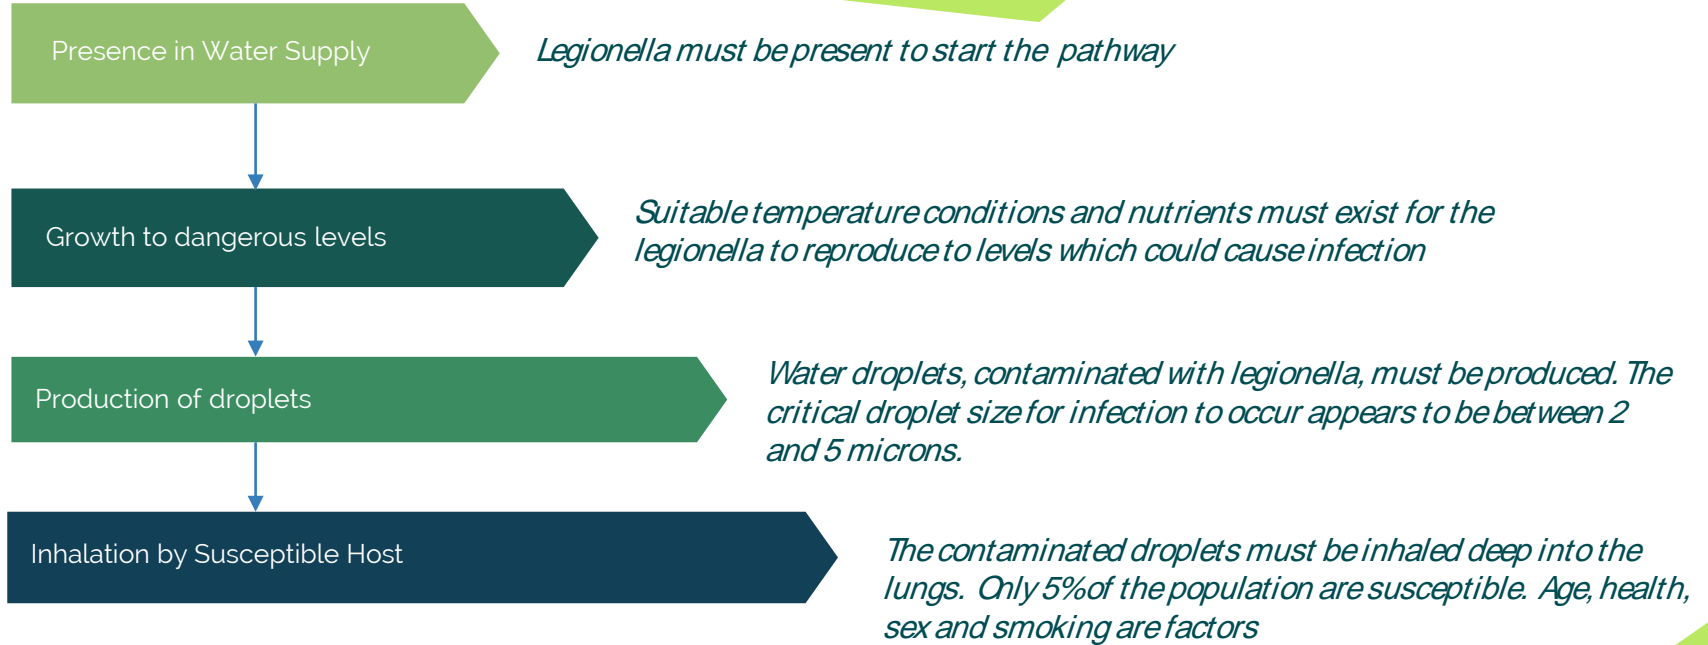 Presence in Water Supply
Legionella must be present to start the pathway
Growth to dangerous levels
Suitable temperature conditions and nutrients must exist for the
legionella to reproduce to levels which could cause infection
Production of droplets
Water droplets, contaminated with legionella, must be produced. The
critical droplet size for infection to occur appears to be between 2
and 5 microns.
Inhalation by Susceptible Host
The contaminated droplets must be inhaled deep into the
lungs. Only 5% of the population are susceptible. Age, health,
sex and smoking are factors